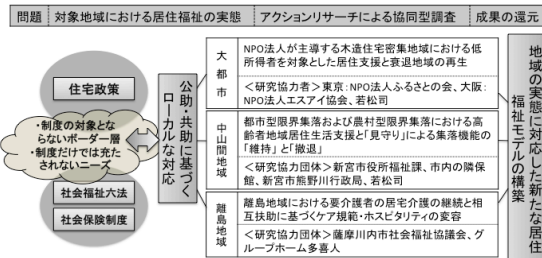 問題 対象地域における居住福祉の実態 アクションリサーチによる協同型調査 成果の還元
住宅政策
・制度の対象とな
らないボーダー層
・制度だけでは充た
されないニーズ
社会福祉六法
社会保険制度
公助・共助に基づく
ローカルな対応
大都市
NPO法人が主導する木造住宅密集地域における低
所得者を対象とした居住支援と衰退地域の再生
<研究協力者>東京:NPO法人ふるさとの会、大阪:
NPO法人エスアイ協会、若松司
中山間地域
都市型限界集落および農村型限界集落における高
齢者地域居住生活支援と「見守り」による集落機能の
「維持」と「撤退」
<研究協力団体>新宮市役所福祉課、市内の隣保
館、新宮市熊野川行政局、若松司
離島地域
離島地域における要介護者の居宅介護の継続と相
互扶助に基づくケア規範・ホスピタリティの変容
<研究協力団体>薩摩川内市社会福祉協議会、グ
ループホーム多喜人
地域の実態に即応した新たな居住
福祉モデルの構築